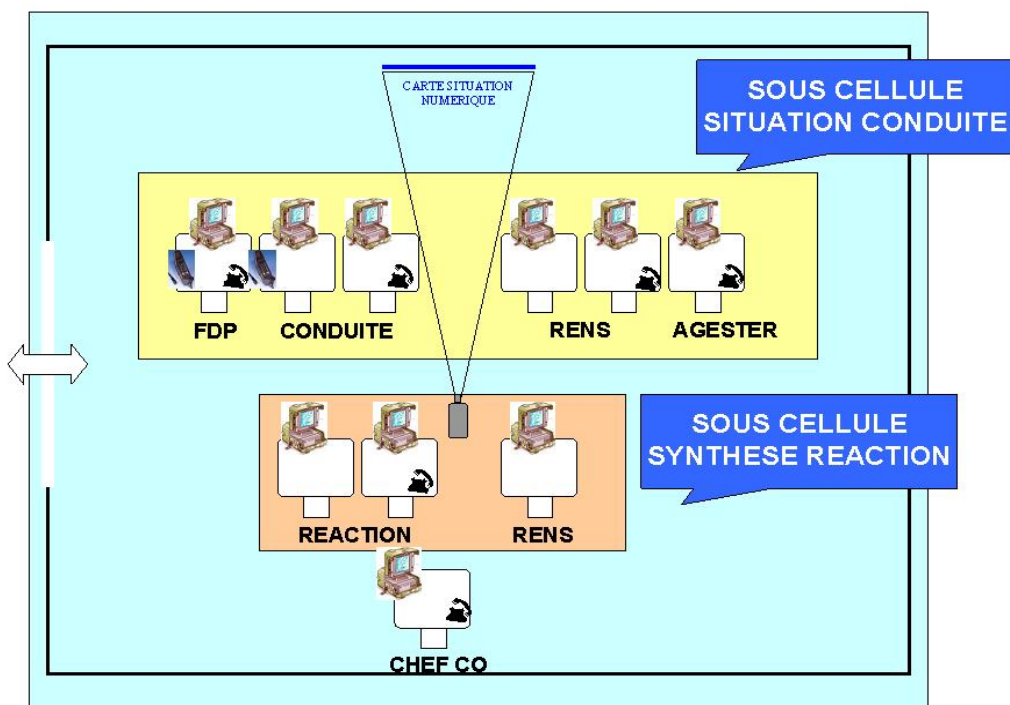 CARTE SITUATION
NUMERIQUE
SOUS CELLULE
SITUATION CONDUITE
FDP
CONDUITE
RENS
AGESTER
SOUS CELLULE
SYNTHESE REACTION
REACTION
RENS
CHEF CO